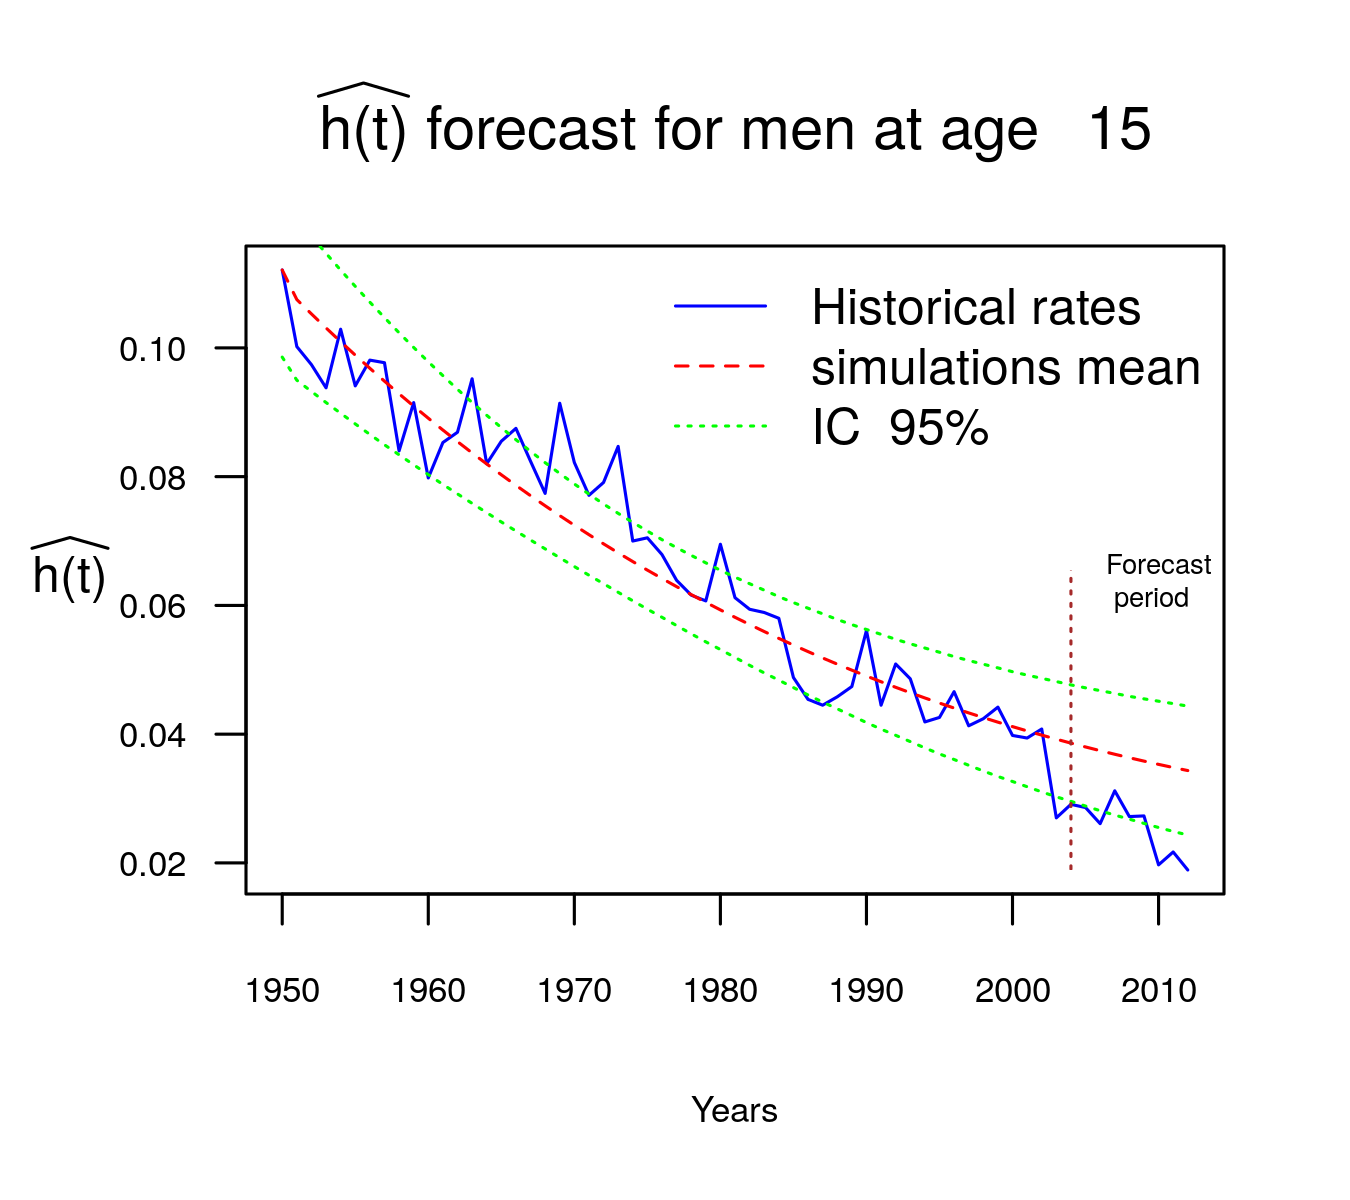 h(t) forecast for men at age   15
Historical rates
simulations mean
IC  95%
0.10
0.08
0.06
0.04
0.02
h(t)
Forecast
period
1950 1960 1970 1980 1990 2000 2010
Years